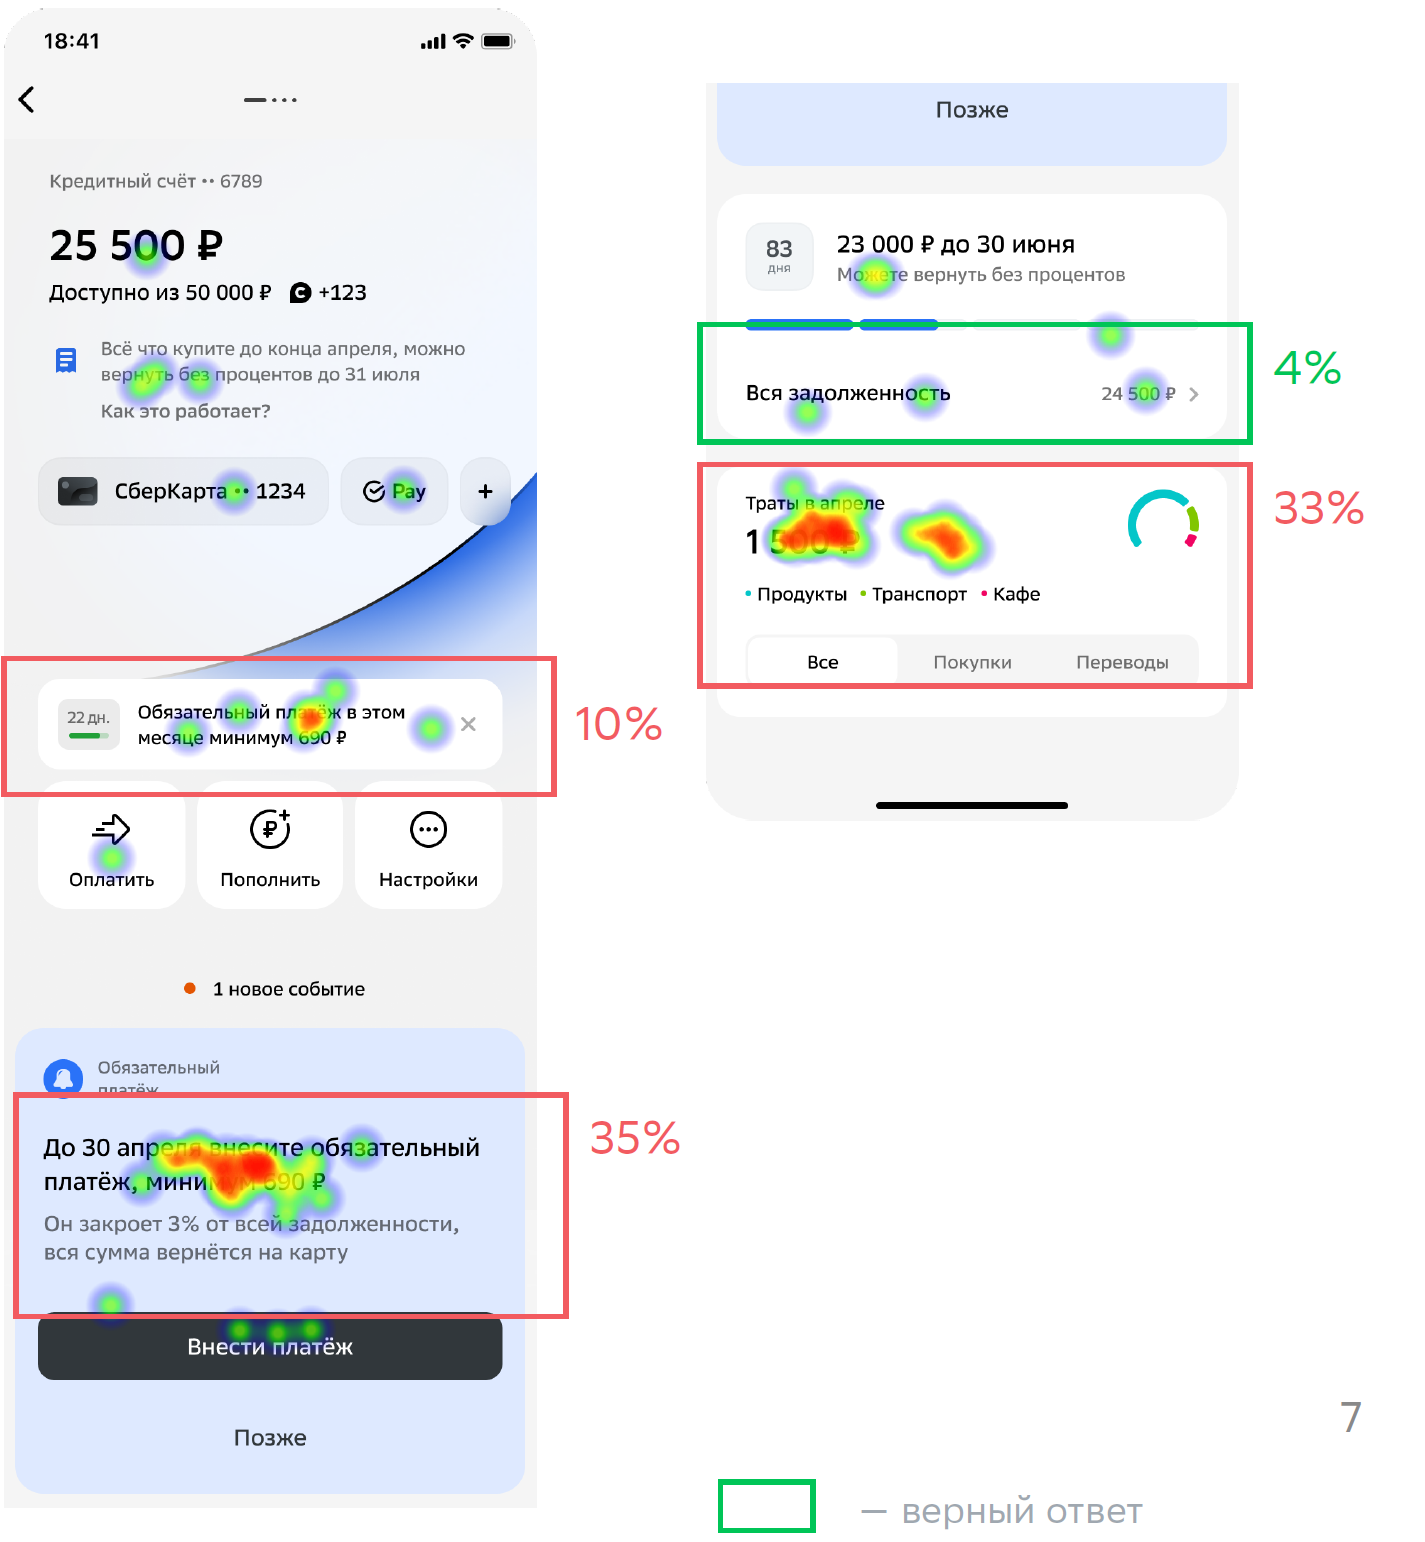 18:41
Кредитный счёт •• 6789
25 500 ₽
Доступно из 50 000 ₽ +123
Всё что купите до конца апреля, можно
вернуть без процентов до 31 июля
Как это работает?
СберКарта •• 1234
Pay
+
22 дн.
Обязательный платёж в этом
месяце минимум 690 ₽
10%
Оплатить
Пополнить
Настройки
1 новое событие
Обязательный
платёж
До 30 апреля внесите обязательный
платёж, минимум 690 ₽
Он закроет 3% от всей задолженности,
вся сумма вернётся на карту
35%
Внести платёж
Позже
Позже
83
дня
23 000 ₽ до 30 июня
Можете вернуть без процентов
Вся задолженность
24 500 ₽
4%
Траты в апреле
1 500 ₽
33%
• Продукты • Транспорт • Кафе
Все
Покупки
Переводы
7
— верный ответ